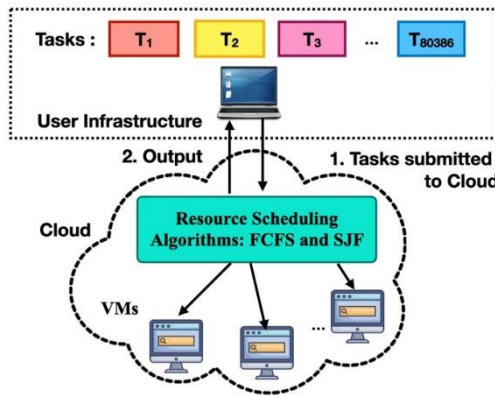 Tasks : T1 T2 T3 ... T80386
User Infrastructure
2. Output
1. Tasks submitted
to Cloud
Cloud
Resource Scheduling
Algorithms: FCFS and SJF
VMs
...